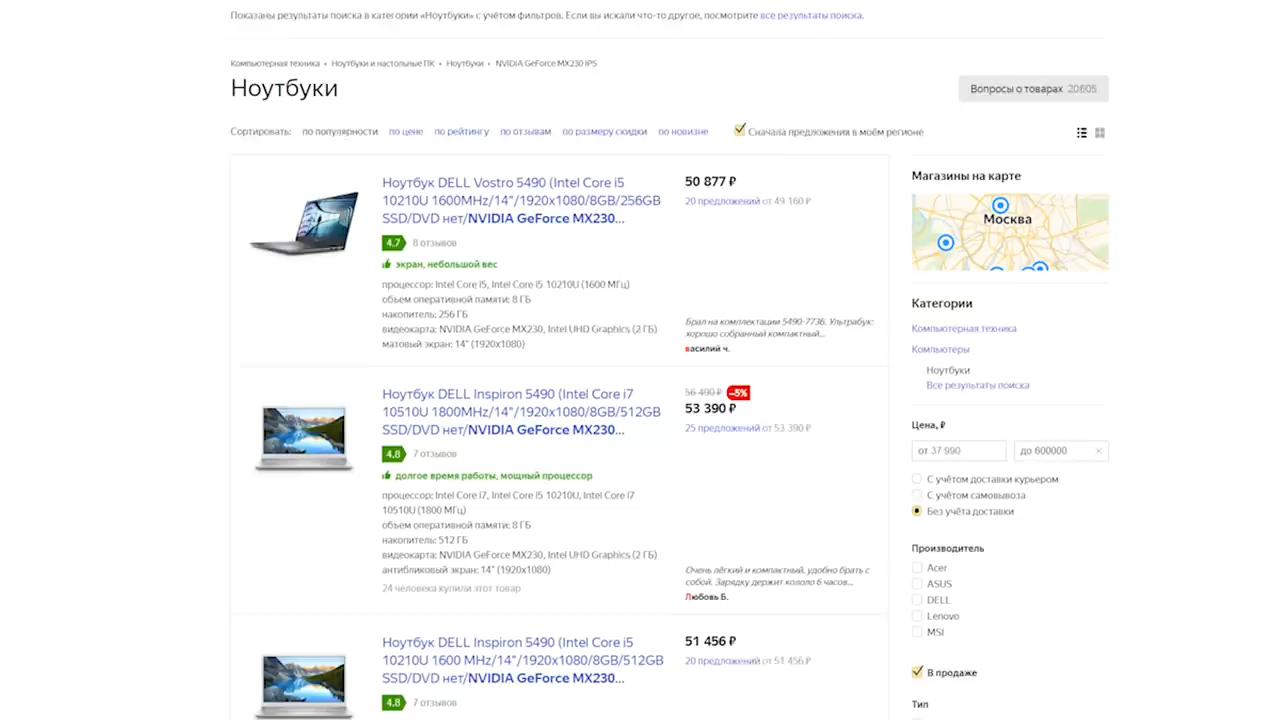 Показаны результаты поиска в категории «Ноутбуки» с учётом фильтров. Если вы искали что-то другое, посмотрите все результаты поиска.
Компьютерная техника • Ноутбуки и настольные ПК • Ноутбуки • NVIDIA GeForce MX230 IPS
Ноутбуки
Вопросы о товарах 20605
Сортировать: по популярности по цене по рейтингу по отзывам по размеру скидки по новизне Сначала предложения в моём регионе
Ноутбук DELL Vostro 5490 (Intel Core i5
10210U 1600MHz/14"/1920x1080/8GB/256GB
SSD/DVD нет/NVIDIA GeForce MX230...
4.7 8 отзывов
экран, небольшой вес
процессор: Intel Core i5, Intel Core i5 10210U (1600 МГц)
объем оперативной памяти: 8 ГБ
накопитель: 256 ГБ
видеокарта: NVIDIA GeForce MX230, Intel UHD Graphics (2 ГБ)
матовый экран: 14" (1920x1080)
50 877 ₽
20 предложений от 49 160 ₽
Брал на комплектации 5490-7736. Ультрабук:
хорошо собранный компактный...
василий ч.
Ноутбук DELL Inspiron 5490 (Intel Core i7
10510U 1800MHz/14"/1920x1080/8GB/512GB
SSD/DVD нет/NVIDIA GeForce MX230...
4.8 7 отзывов
долгое время работы, мощный процессор
процессор: Intel Core i7, Intel Core i5 10210U, Intel Core i7
10510U (1800 МГц)
объем оперативной памяти: 8 ГБ
накопитель: 512 ГБ
видеокарта: NVIDIA GeForce MX230, Intel UHD Graphics (2 ГБ)
антибликовый экран: 14" (1920x1080)
24 человека купили этот товар
56 490 ₽ –5%
53 390 ₽
25 предложений от 53 390 ₽
Очень лёгкий и компактный, удобно брать с
собой. Зарядку держит кололо 6 часов...
Любовь Б.
Ноутбук DELL Inspiron 5490 (Intel Core i5
10210U 1600 MHz/14"/1920x1080/8GB/512GB
SSD/DVD нет/NVIDIA GeForce MX230...
4.8 7 отзывов
51 456 ₽
20 предложений от 51 456 ₽
Магазины на карте
Москва
Категории
Компьютерная техника
Компьютеры
Ноутбуки
Все результаты поиска
Цена, ₽
от 37 990 до 600000
С учётом доставки курьером
С учётом самовывоза
Без учёта доставки
Производитель
Acer
ASUS
DELL
Lenovo
MSI
В продаже
Тип